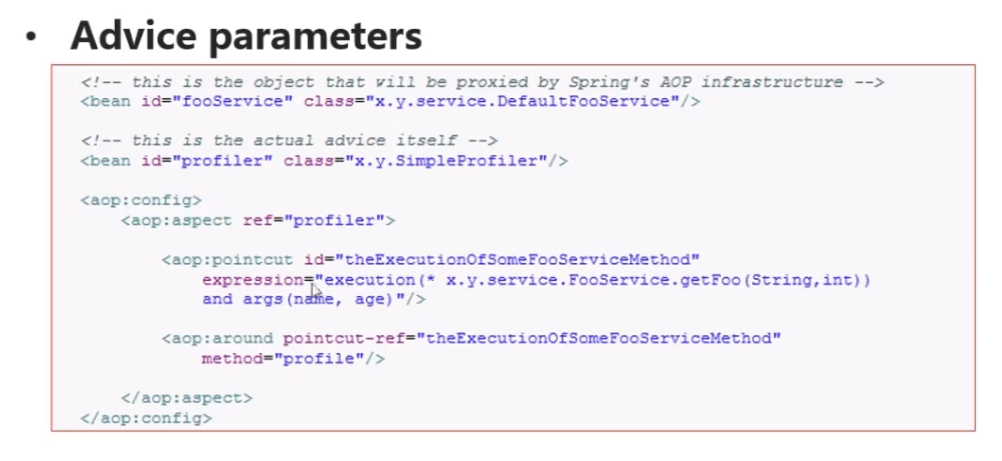 • Advice parameters
<!-- this is the object that will be proxied by Spring's AOP infrastructure -->
<bean id="fooService" class="x.y.service.DefaultFooService"/>
<!-- this is the actual advice itself -->
<bean id="profiler" class="x.y.SimpleProfiler"/>
<aop:config>
<aop:aspect ref="profiler">
<aop:pointcut id="theExecutionOfSomeFooServiceMethod"
expression="execution(* x.y.service.FooService.getFoo(String,int))
and args(name, age)"/>
<aop:around pointcut-ref="theExecutionOfSomeFooServiceMethod"
method="profile"/>
</aop:aspect>
</aop:config>